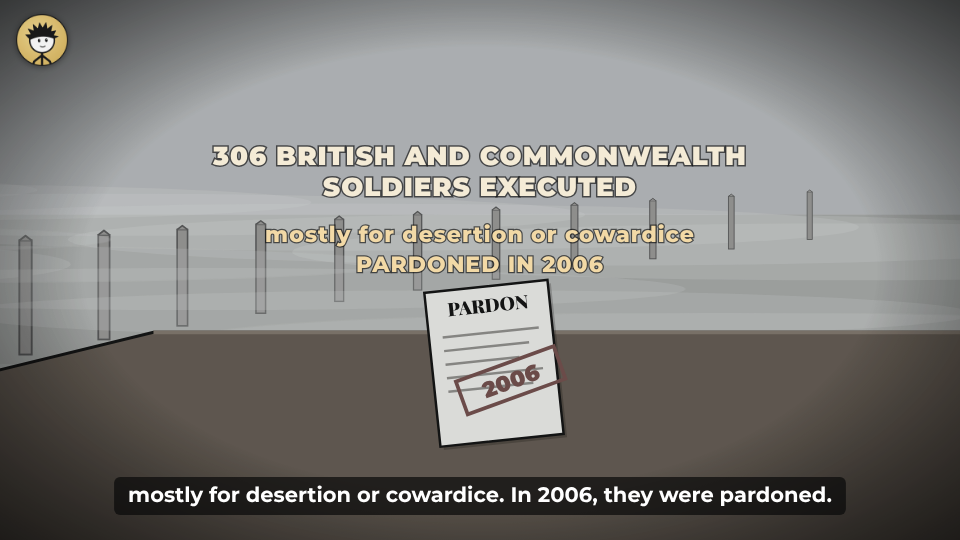 306 BRITISH AND COMMONWEALTH
SOLDIERS EXECUTED
mostly for desertion or cowardice
PARDONED IN 2006
PARDON
2006
mostly for desertion or cowardice. In 2006, they were pardoned.